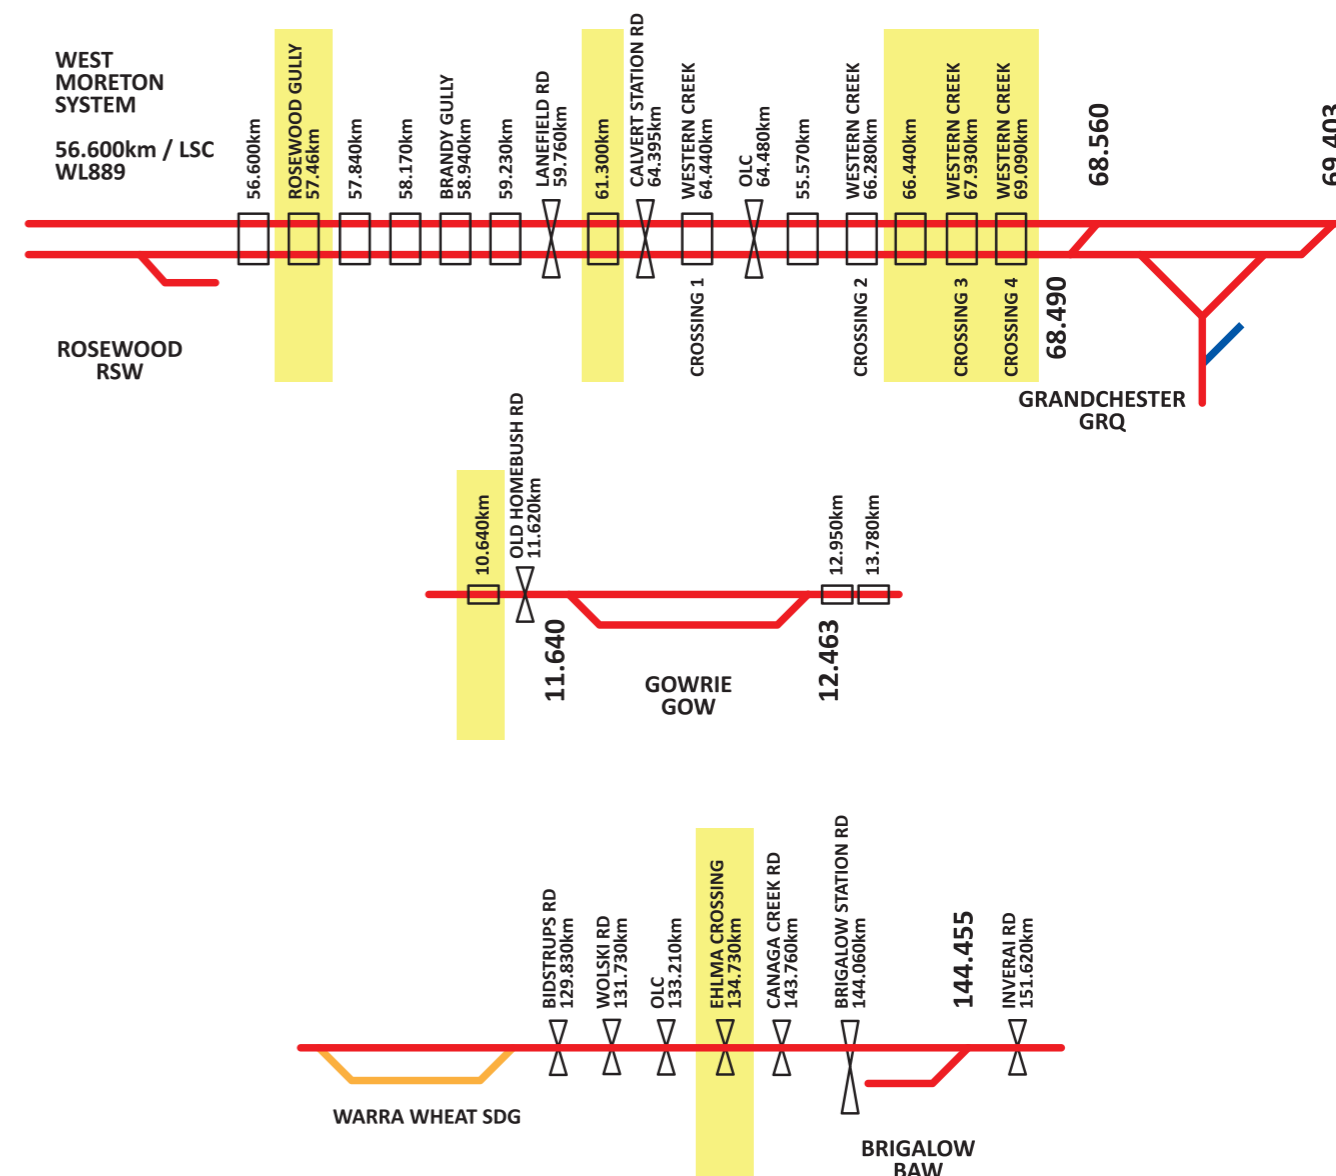 WEST
MORETON
SYSTEM
56.600km / LSC
WL889
56.600km
ROSEWOOD GULLY
57.46km
57.840km
58.170km
BRANDY GULLY
58.940km
59.230km
LANEFIELD RD
59.760km
61.300km
CALVERT STATION RD
64.395km
WESTERN CREEK
64.440km
OLC
64.480km
55.570km
WESTERN CREEK
66.280km
66.440km
WESTERN CREEK
67.930km
WESTERN CREEK
69.090km
68.560
69.403
CROSSING 1
CROSSING 2
CROSSING 3
CROSSING 4
68.490
ROSEWOOD
RSW
GRANDCHESTER
GRQ
10.640km
OLD HOMEBUSH RD
11.620km
12.950km
13.780km
11.640
12.463
GOWRIE
GOW
BIDSTRUPS RD
129.830km
WOLSKI RD
131.730km
OLC
133.210km
EHLMA CROSSING
134.730km
CANAGA CREEK RD
143.760km
BRIGALOW STATION RD
144.060km
144.455
INVERAI RD
151.620km
WARRA WHEAT SDG
BRIGALOW
BAW